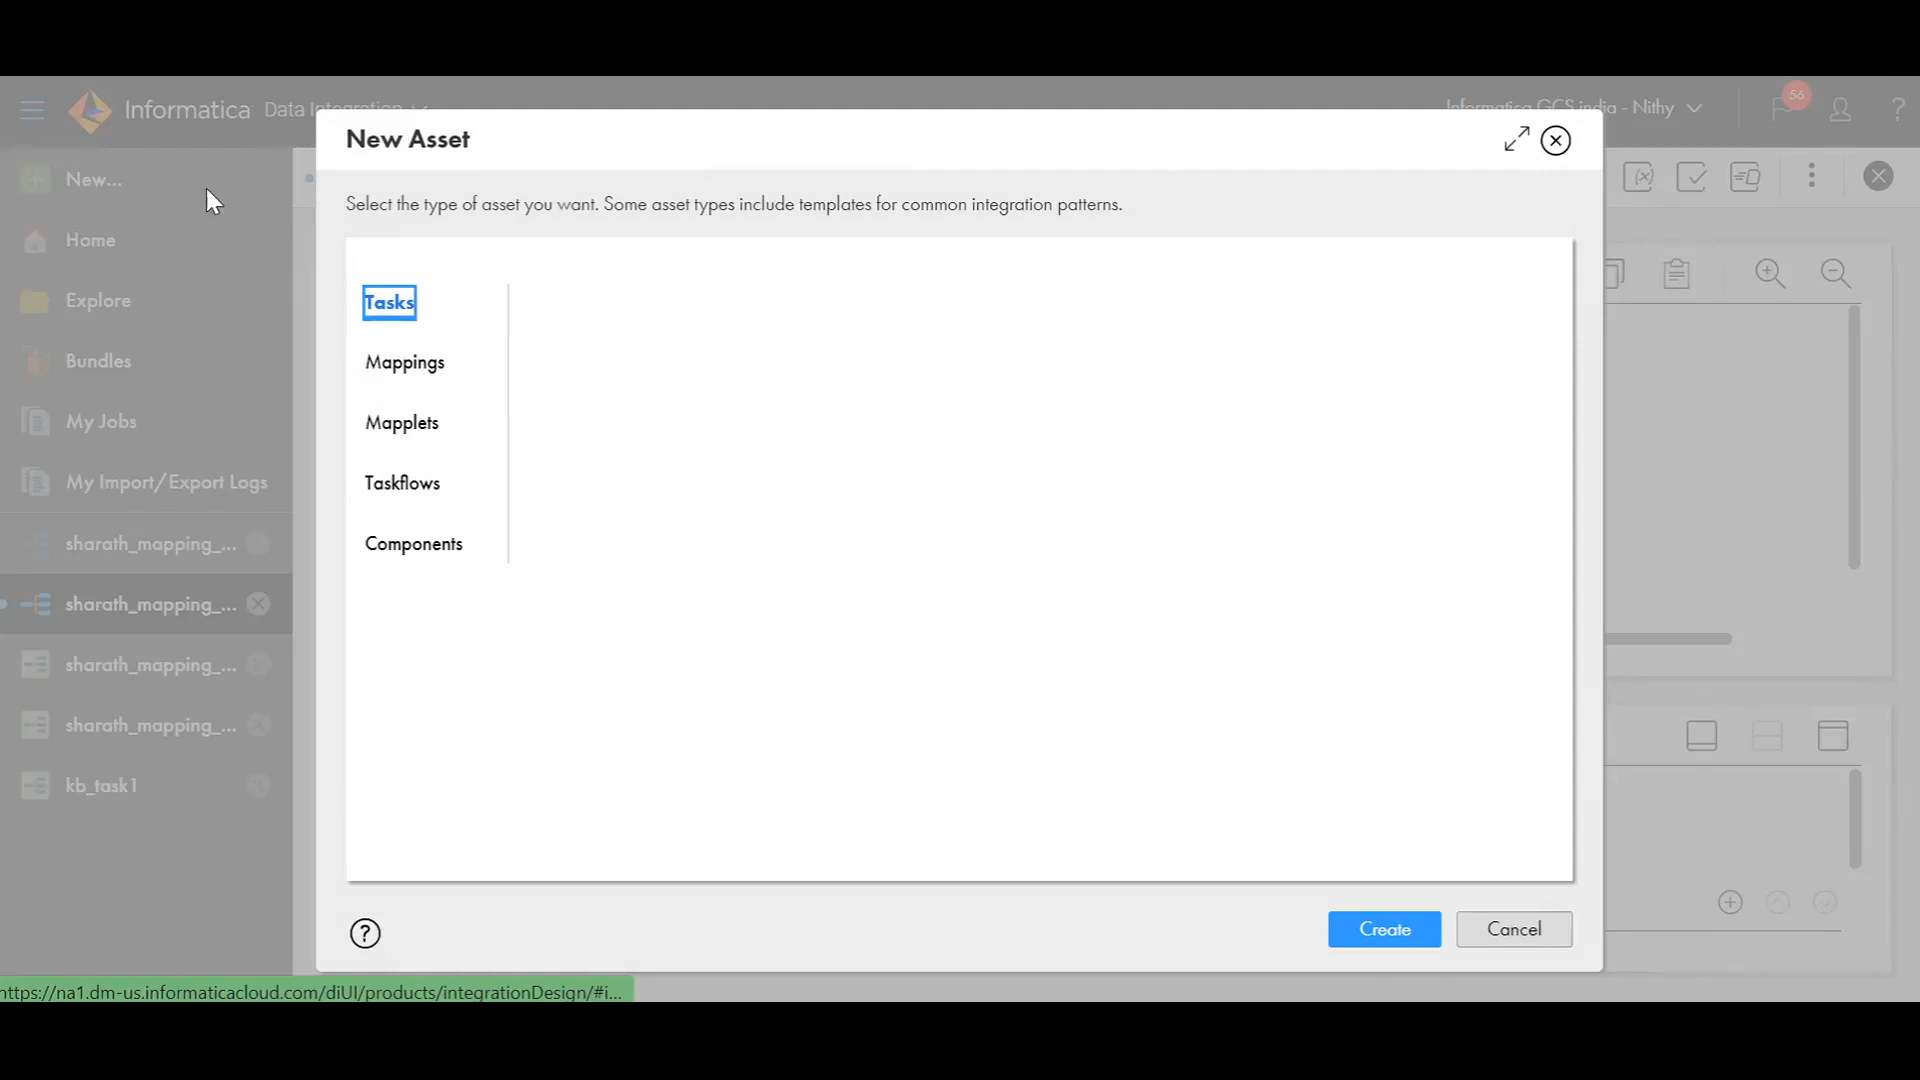 Informatica Data Integration
Informatica GCS india - Nithy
56
?
New Asset
New...
Home
Explore
Bundles
My Jobs
My Import/Export Logs
sharath_mapping_...
sharath_mapping_...
sharath_mapping_...
sharath_mapping_...
kb_task1
Select the type of asset you want. Some asset types include templates for common integration patterns.
Tasks
Mappings
Mapplets
Taskflows
Components
?
Create
Cancel
https://na1.dm-us.informaticacloud.com/diUI/products/integrationDesign/#i...